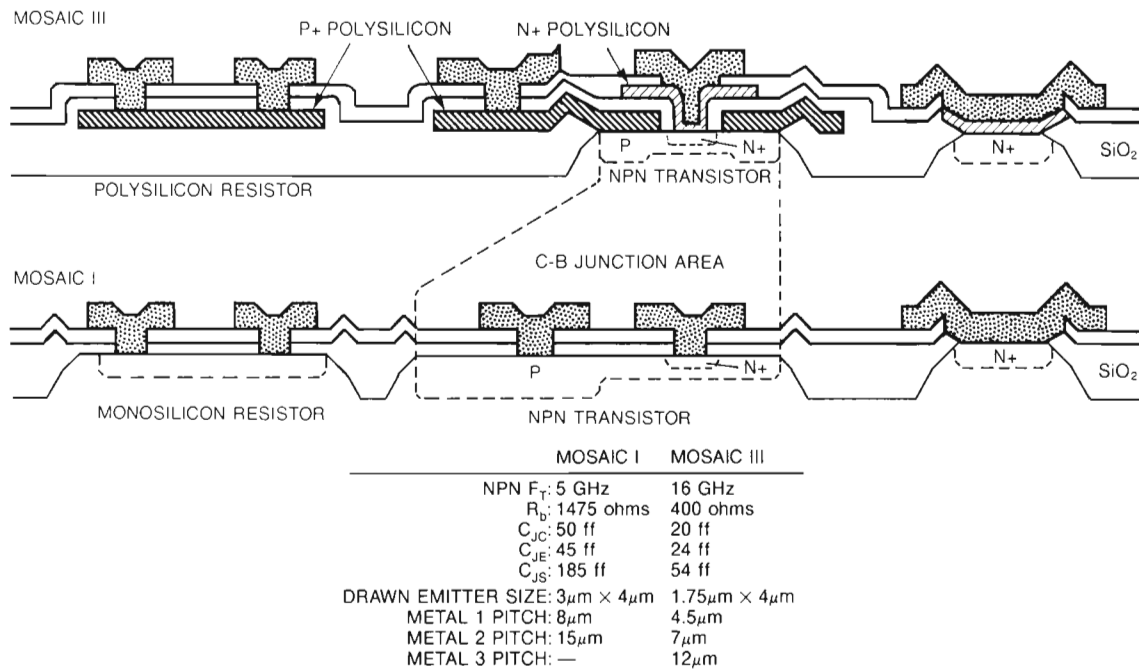 MOSAIC III
P+ POLYSILICON
N+ POLYSILICON
P
N+
N+
SiO₂
POLYSILICON RESISTOR
NPN TRANSISTOR
C-B JUNCTION AREA
MOSAIC I
P
N+
N+
SiO₂
MONOSILICON RESISTOR
NPN TRANSISTOR
MOSAIC I MOSAIC III
NPN F_T: 5 GHz 16 GHz
R_b: 1475 ohms 400 ohms
C_JC: 50 ff 20 ff
C_JE: 45 ff 24 ff
C_JS: 185 ff 54 ff
DRAWN EMITTER SIZE: 3μm × 4μm 1.75μm × 4μm
METAL 1 PITCH: 8μm 4.5μm
METAL 2 PITCH: 15μm 7μm
METAL 3 PITCH: — 12μm